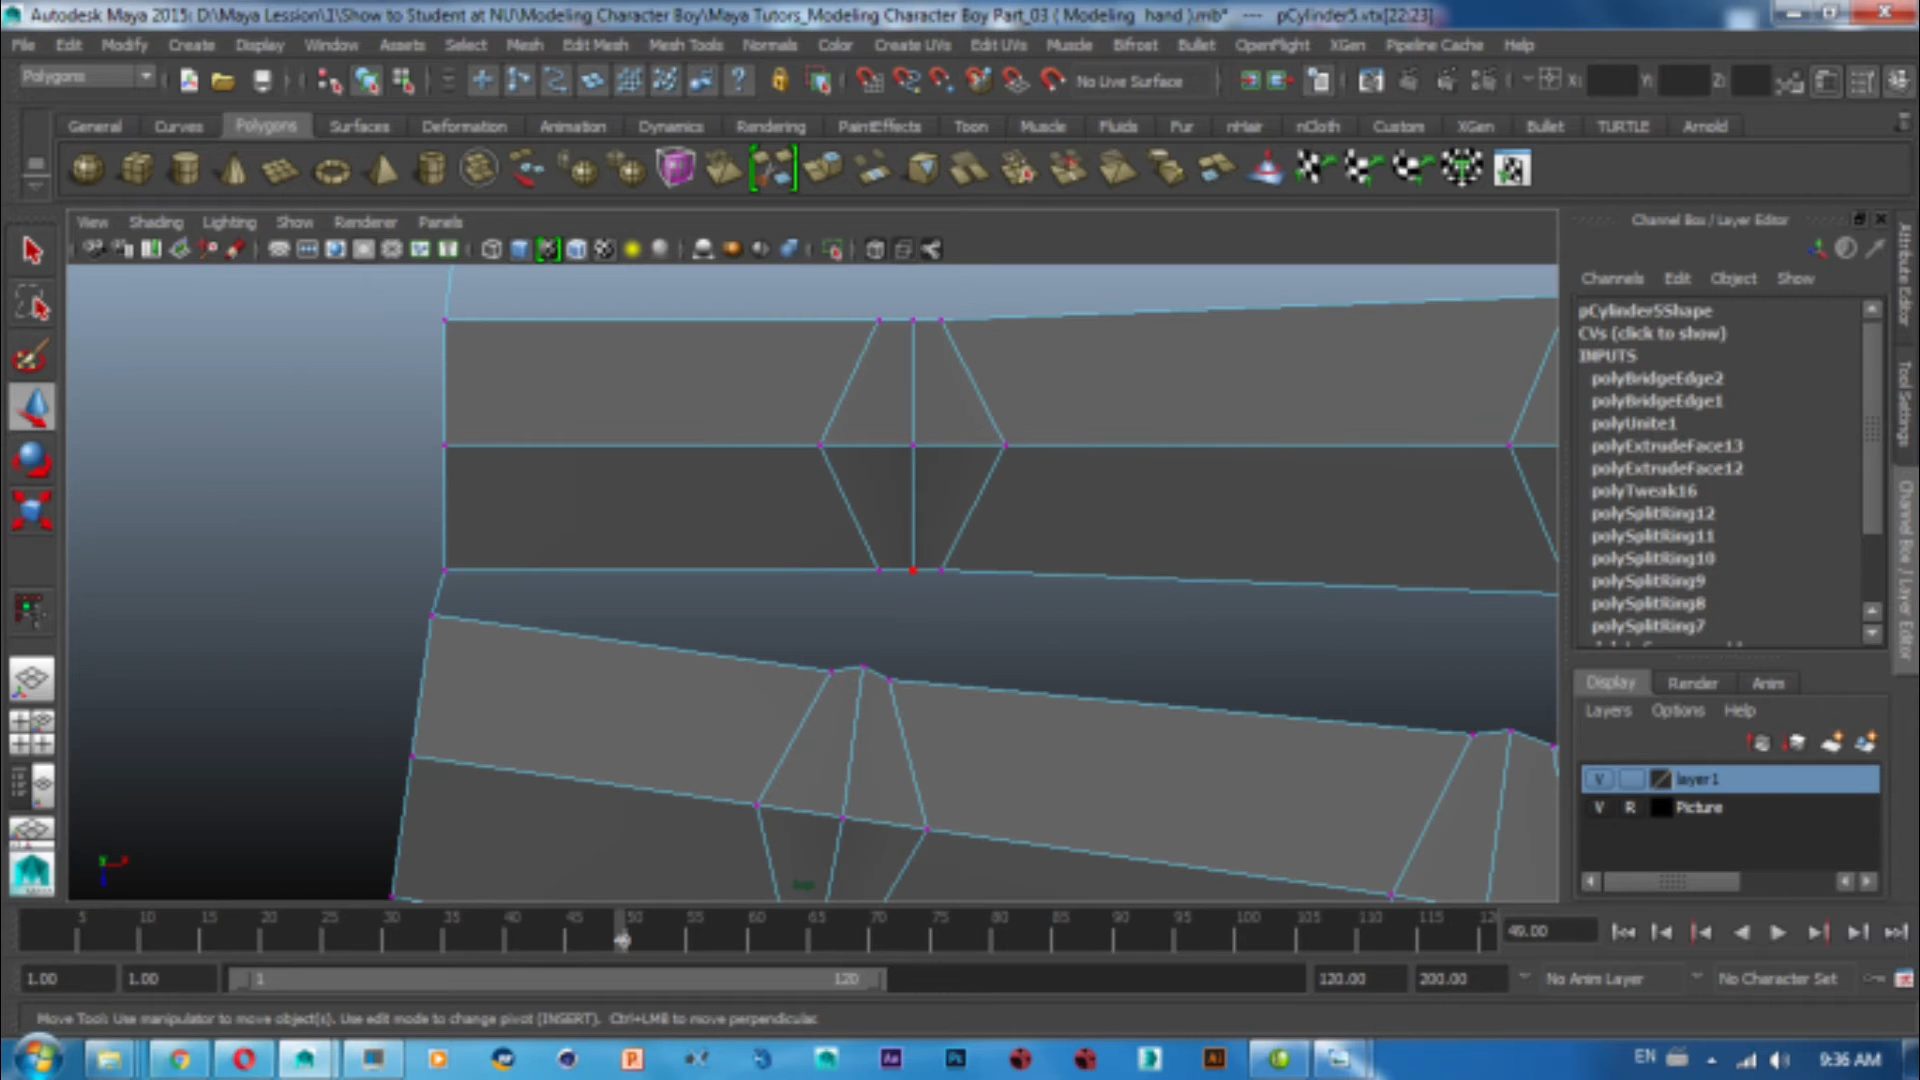 Autodesk Maya 2015: D:\Maya Lession\1\Show to Student at NU\Modeling Character Boy\Maya Tutors_Modeling Character Boy Part_03 ( Modeling hand ).mb* --- pCylinder5.vtx[22:23]
File Edit Modify Create Display Window Assets Select Mesh Edit Mesh Mesh Tools Normals Color Create UVs Edit UVs Muscle Bifrost Bullet OpenFlight XGen Pipeline Cache Help
Polygons No Live Surface X: Y: Z:
General Curves Polygons Surfaces Deformation Animation Dynamics Rendering PaintEffects Toon Muscle Fluids Fur nHair nCloth Custom XGen Bullet TURTLE Arnold
View Shading Lighting Show Renderer Panels
Channel Box / Layer Editor
Channels Edit Object Show
pCylinder5Shape
CVs (click to show)
INPUTS
polyBridgeEdge2
polyBridgeEdge1
polyUnite1
polyExtrudeFace13
polyExtrudeFace12
polyTweak16
polySplitRing12
polySplitRing11
polySplitRing10
polySplitRing9
polySplitRing8
polySplitRing7
Attribute Editor
Tool Settings
Channel Box / Layer Editor
Display Render Anim
Layers Options Help
V layer1
V R Picture
5 10 15 20 25 30 35 40 45 50 55 60 65 70 75 80 85 90 95 100 105 110 115 12
49.00
1.00 1.00 1 120 120.00 200.00 No Anim Layer No Character Set
Move Tool: Use manipulator to move object(s). Use edit mode to change pivot (INSERT). Ctrl+LMB to move perpendicular.
EN 9:36 AM